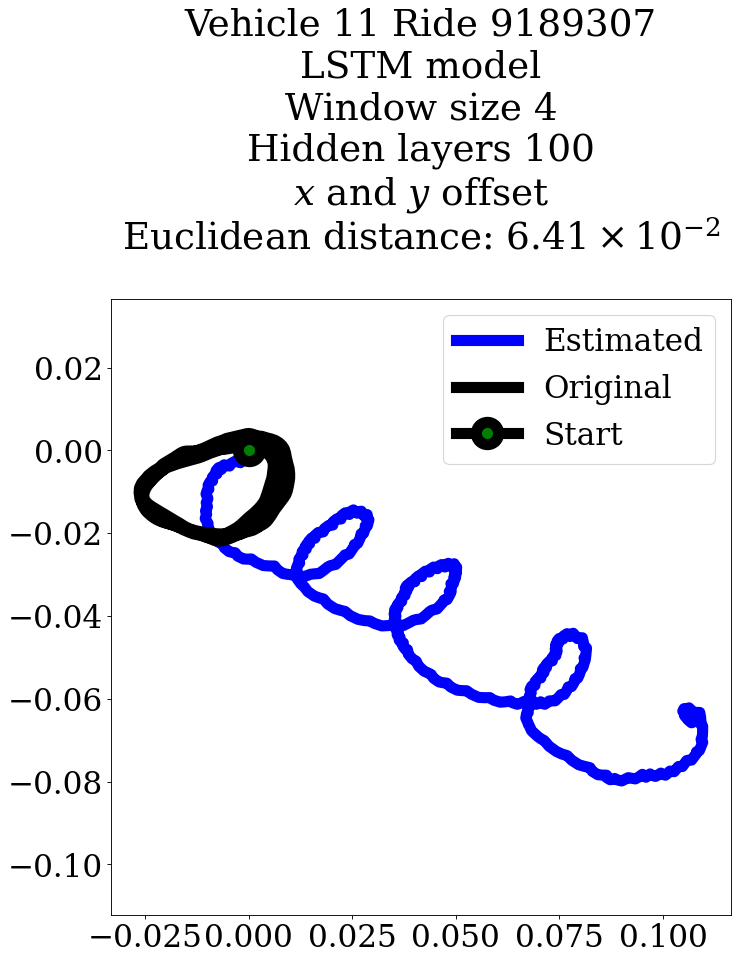 Vehicle 11 Ride 9189307
LSTM model
Window size 4
Hidden layers 100
x and y offset
Euclidean distance: 6.41 × 10⁻²
Estimated
Original
Start
0.02
0.00
−0.02
−0.04
−0.06
−0.08
−0.10
−0.025 0.000 0.025 0.050 0.075 0.100